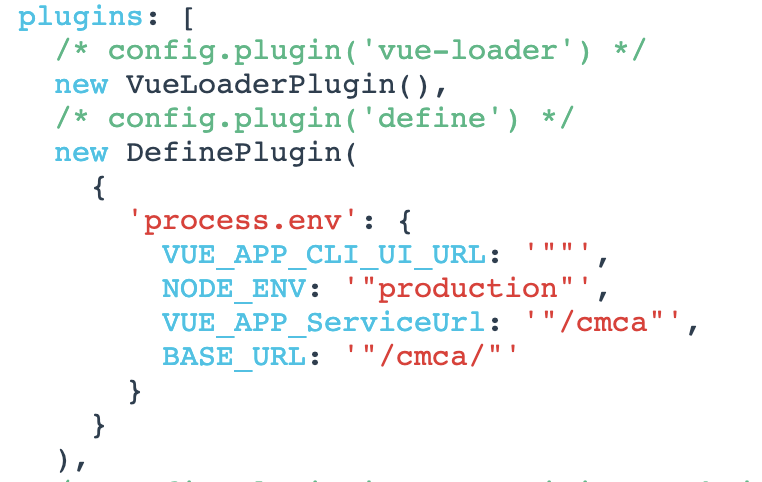 plugins: [
/* config.plugin('vue-loader') */
new VueLoaderPlugin(),
/* config.plugin('define') */
new DefinePlugin(
{
'process.env': {
VUE_APP_CLI_UI_URL: '""',
NODE_ENV: '"production"',
VUE_APP_ServiceUrl: '"/cmca"',
BASE_URL: '"/cmca/"'
}
}
),